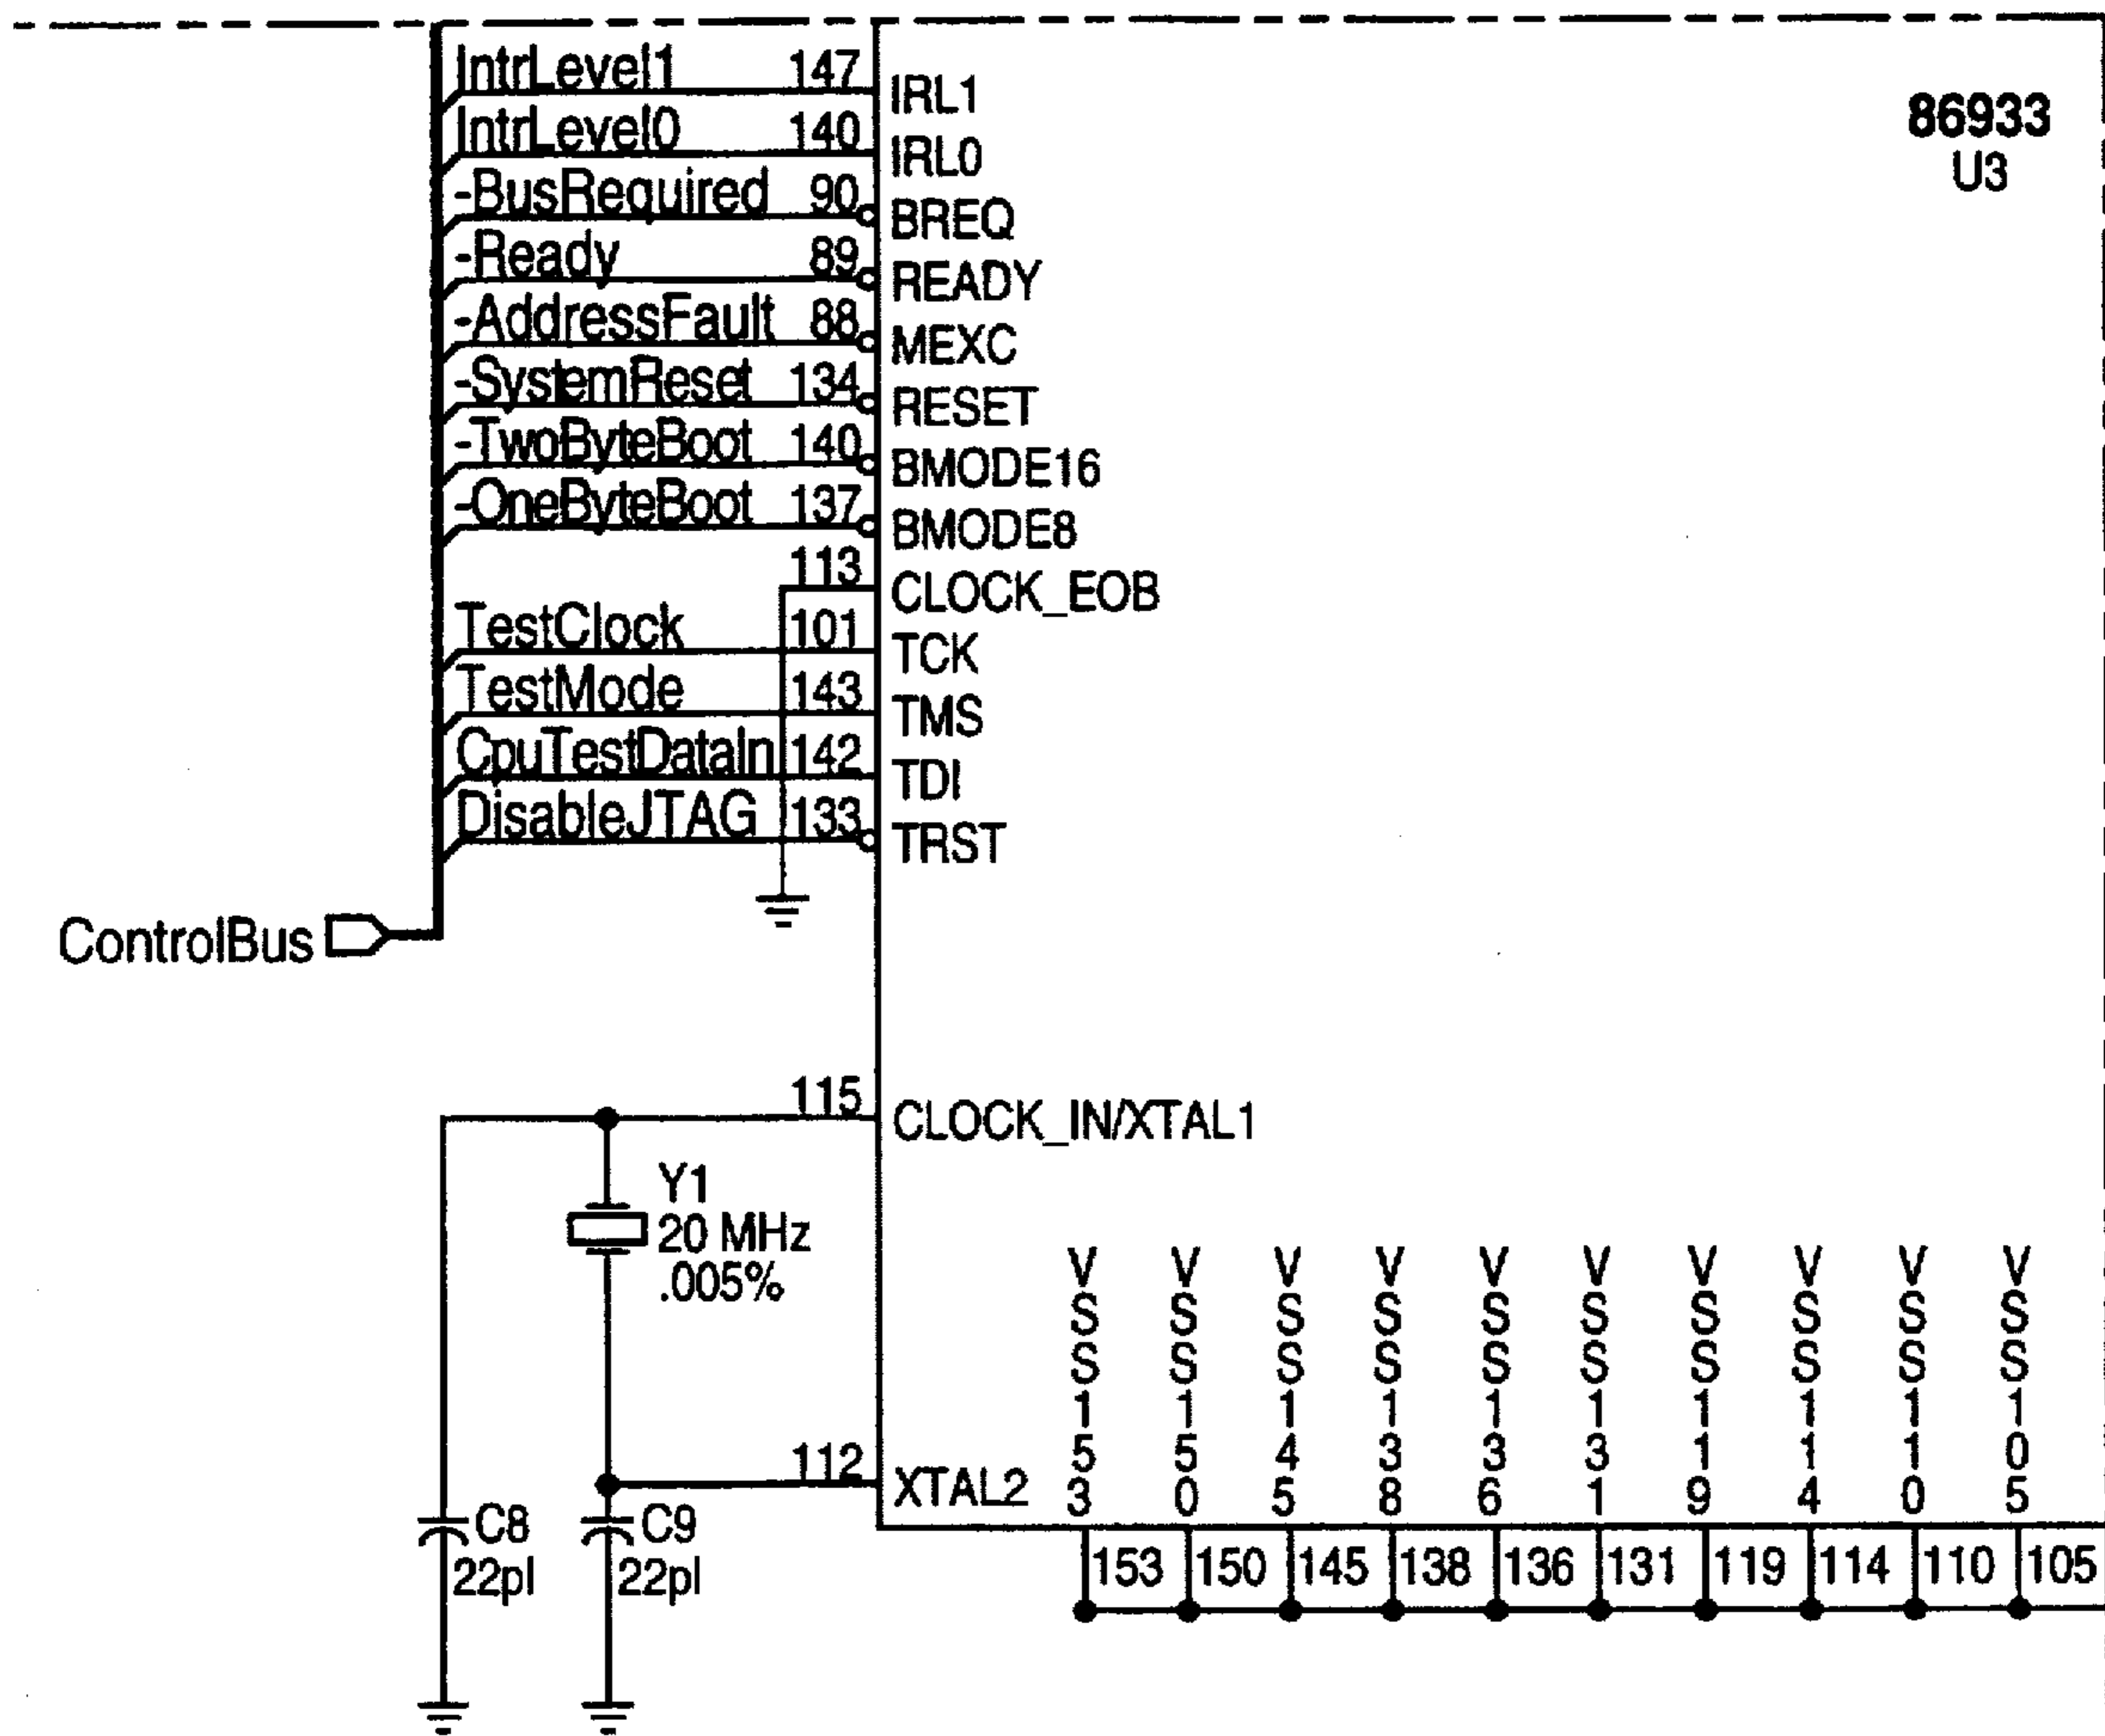 IntrLevel1 147 IRL1
86933
U3
IntrLevel0 140 IRL0
-BusRequired 90 BREQ
-Ready 89 READY
-AddressFault 88 MEXC
-SystemReset 134 RESET
-TwoByteBoot 140 BMODE16
-OneByteBoot 137 BMODE8
113 CLOCK_EOB
TestClock 101 TCK
TestMode 143 TMS
CpuTestDataIn 142 TDI
DisableJTAG 133 TRST
ControlBus
115 CLOCK_IN/XTAL1
Y1
20 MHz
.005%
112 XTAL2
VSS153 VSS150 VSS145 VSS138 VSS136 VSS131 VSS119 VSS114 VSS110 VSS105
C8
22pl
C9
22pl
153 150 145 138 136 131 119 114 110 105